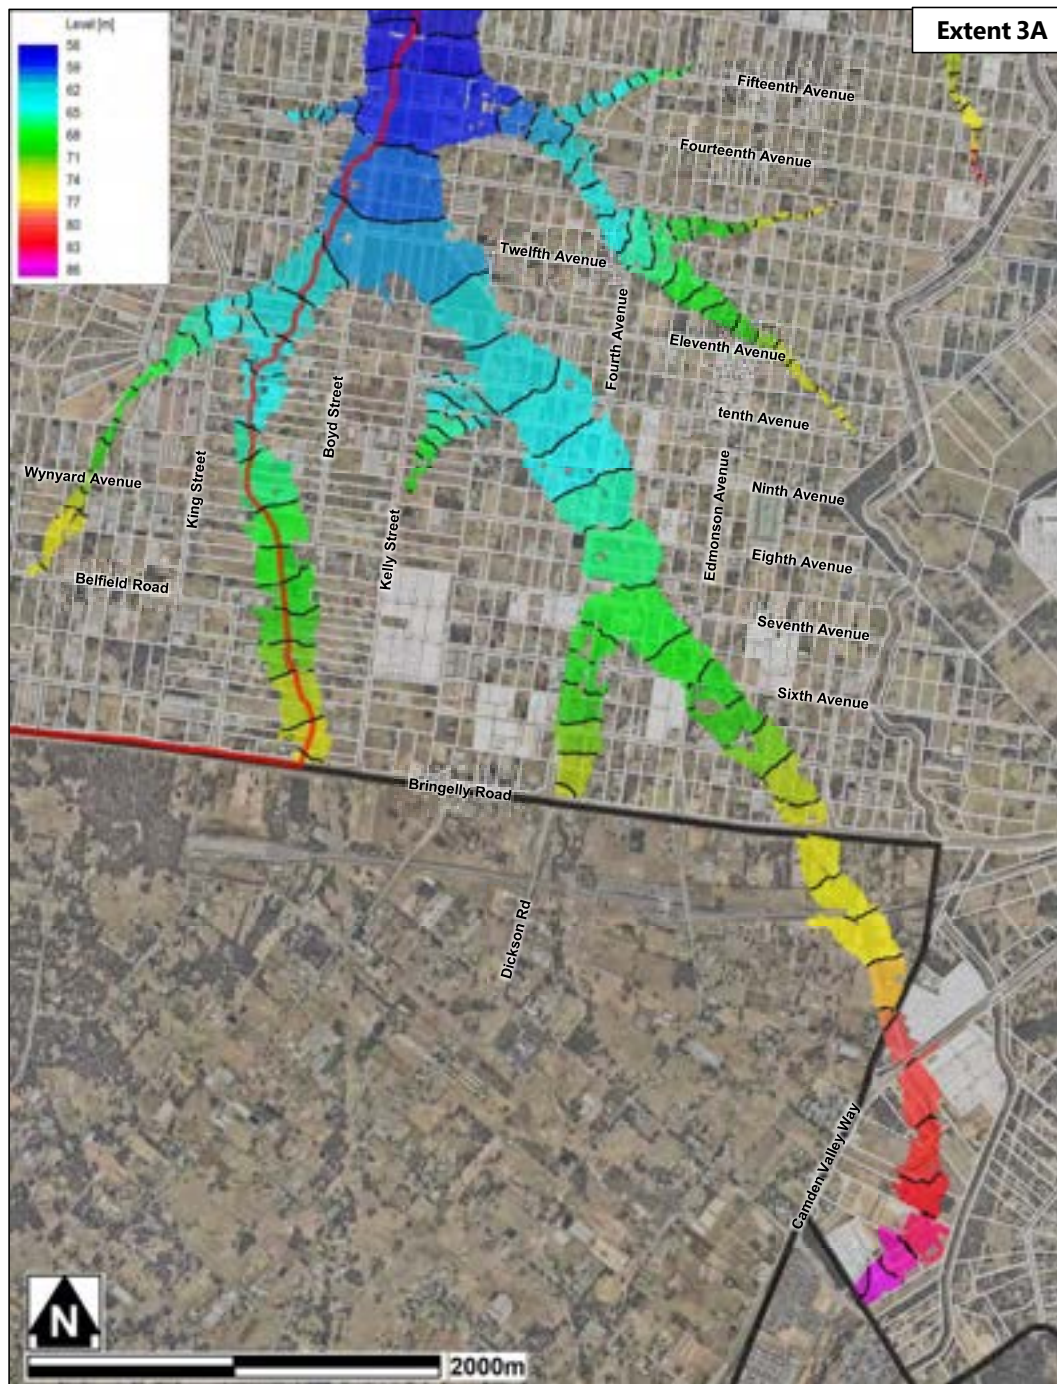 Level [m]
Extent 3A
56
59
62
65
68
71
74
77
80
83
86
Fifteenth Avenue
Fourteenth Avenue
Twelfth Avenue
Fourth Avenue
Eleventh Avenue
Boyd Street
tenth Avenue
Wynyard Avenue
King Street
Edmonson Avenue
Ninth Avenue
Kelly Street
Eighth Avenue
Belfield Road
Seventh Avenue
Sixth Avenue
Bringelly Road
Dickson Rd
Camden Valley Way
N
2000m